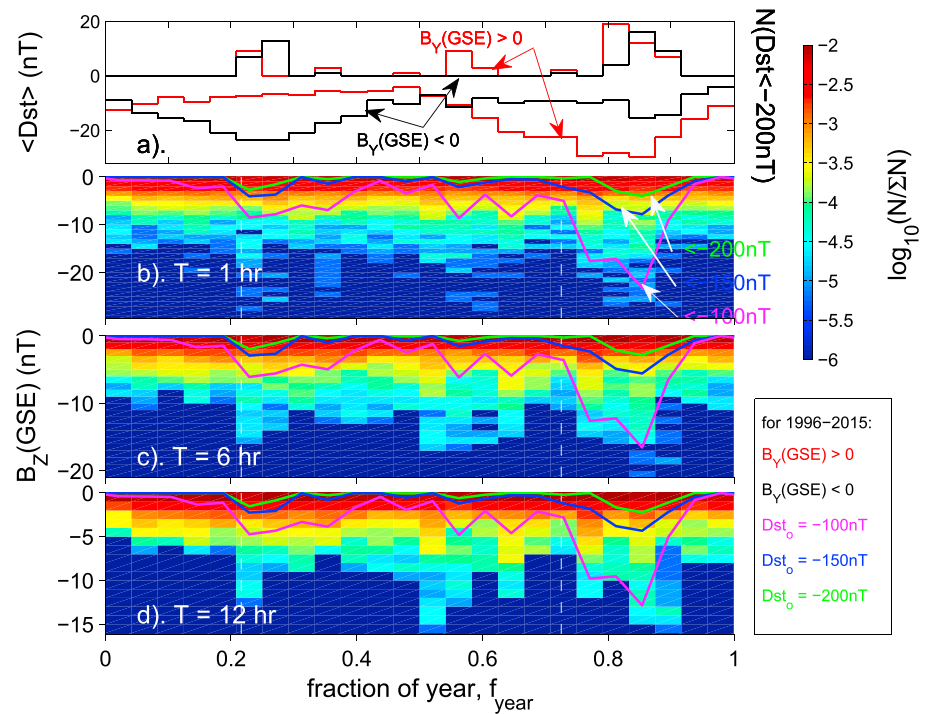 20
0
−20
<Dst> (nT)
N(Dst<−200nT)
B_Y(GSE) > 0
B_Y(GSE) < 0
a).
0
−10
−20
b). T = 1 hr
<−200nT
<−150nT
<−100nT
0
−10
−20
B_Z(GSE) (nT)
c). T = 6 hr
0
−5
−10
−15
d). T = 12 hr
0 0.2 0.4 0.6 0.8 1
fraction of year, f_year
−2
−2.5
−3
−3.5
−4
−4.5
−5
−5.5
−6
log_10(N/ΣN)
for 1996−2015:
B_Y(GSE) > 0
B_Y(GSE) < 0
Dst_o = −100nT
Dst_o = −150nT
Dst_o = −200nT